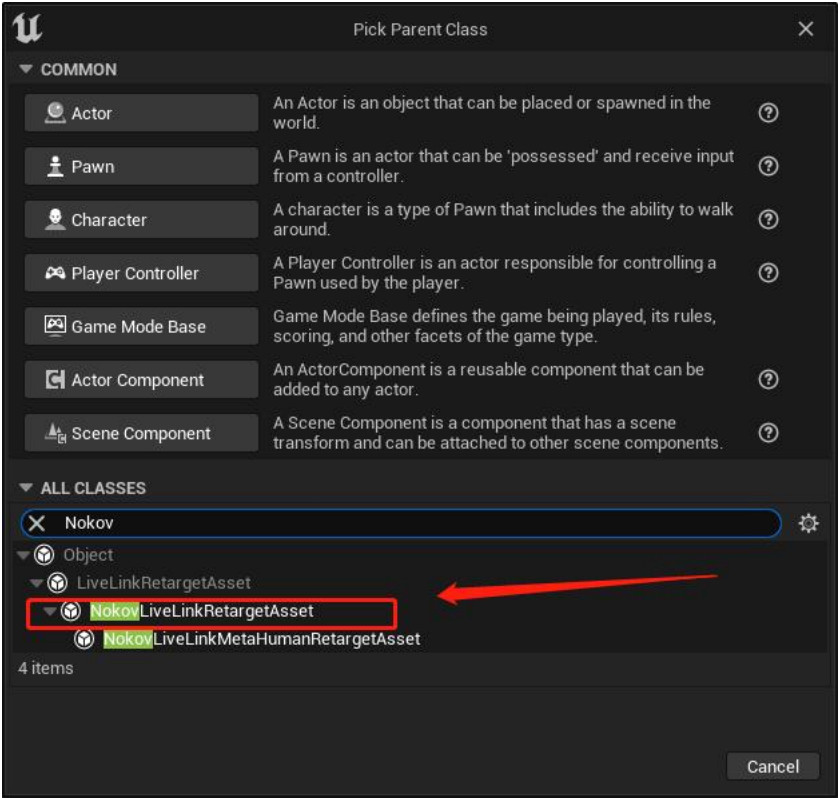 Pick Parent Class
COMMON
Actor
An Actor is an object that can be placed or spawned in the
world.
Pawn
A Pawn is an actor that can be 'possessed' and receive input
from a controller.
Character
A character is a type of Pawn that includes the ability to walk
around.
Player Controller
A Player Controller is an actor responsible for controlling a
Pawn used by the player.
Game Mode Base
Game Mode Base defines the game being played, its rules,
scoring, and other facets of the game type.
Actor Component
An ActorComponent is a reusable component that can be
added to any actor.
Scene Component
A Scene Component is a component that has a scene
transform and can be attached to other scene components.
ALL CLASSES
Nokov
Object
LiveLinkRetargetAsset
NokovLiveLinkRetargetAsset
NokovLiveLinkMetaHumanRetargetAsset
4 items
Cancel